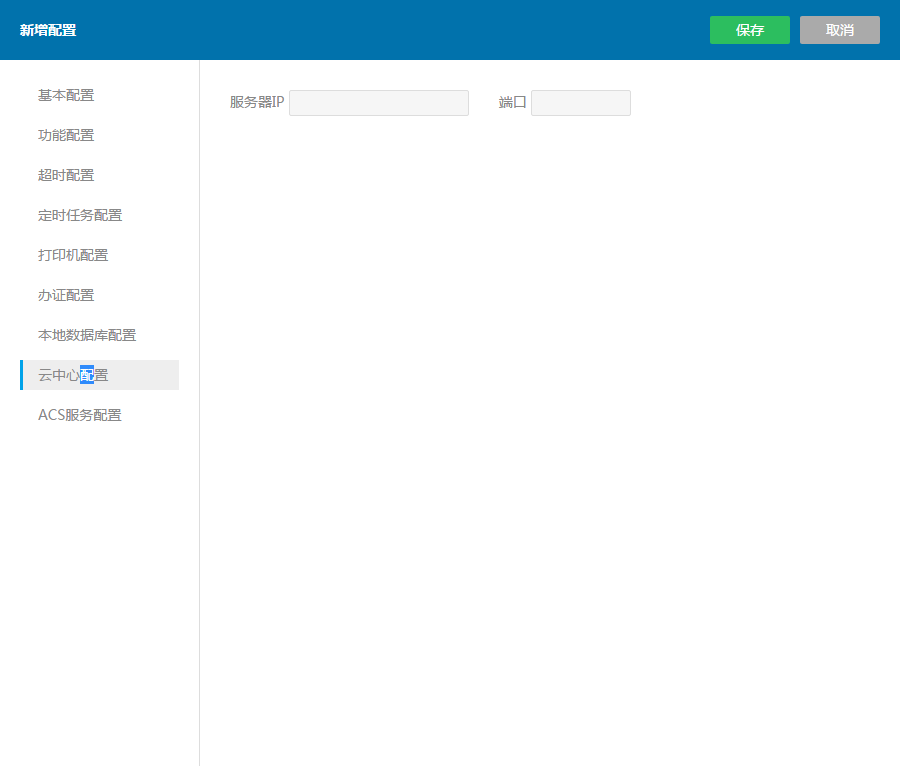 新增配置 保存 取消
基本配置
功能配置
超时配置
定时任务配置
打印机配置
办证配置
本地数据库配置
云中心配置
ACS服务配置
服务器IP 端口